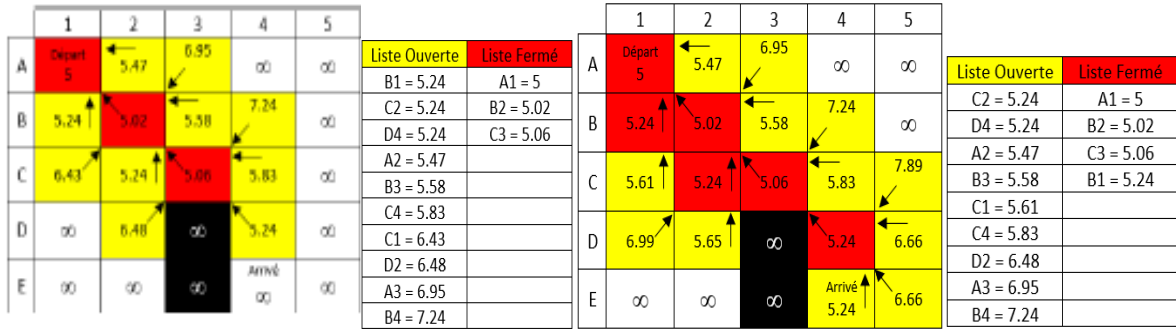 1 2 3 4 5
A Départ 5 5.47 6.95 ∞ ∞
B 5.24 5.02 5.58 7.24 ∞
C 6.43 5.24 5.06 5.83 ∞
D ∞ 6.48 ∞ 5.24 ∞
E ∞ ∞ ∞ Arrivé ∞ ∞
Liste Ouverte Liste Fermé
B1 = 5.24 A1 = 5
C2 = 5.24 B2 = 5.02
D4 = 5.24 C3 = 5.06
A2 = 5.47
B3 = 5.58
C4 = 5.83
C1 = 6.43
D2 = 6.48
A3 = 6.95
B4 = 7.24
1 2 3 4 5
A Départ 5 5.47 6.95 ∞ ∞
B 5.24 5.02 5.58 7.24 ∞
C 5.61 5.24 5.06 5.83 7.89
D 6.99 5.65 ∞ 5.24 6.66
E ∞ ∞ ∞ Arrivé 5.24 6.66
Liste Ouverte Liste Fermé
C2 = 5.24 A1 = 5
D4 = 5.24 B2 = 5.02
A2 = 5.47 C3 = 5.06
B3 = 5.58 B1 = 5.24
C1 = 5.61
C4 = 5.83
D2 = 6.48
A3 = 6.95
B4 = 7.24